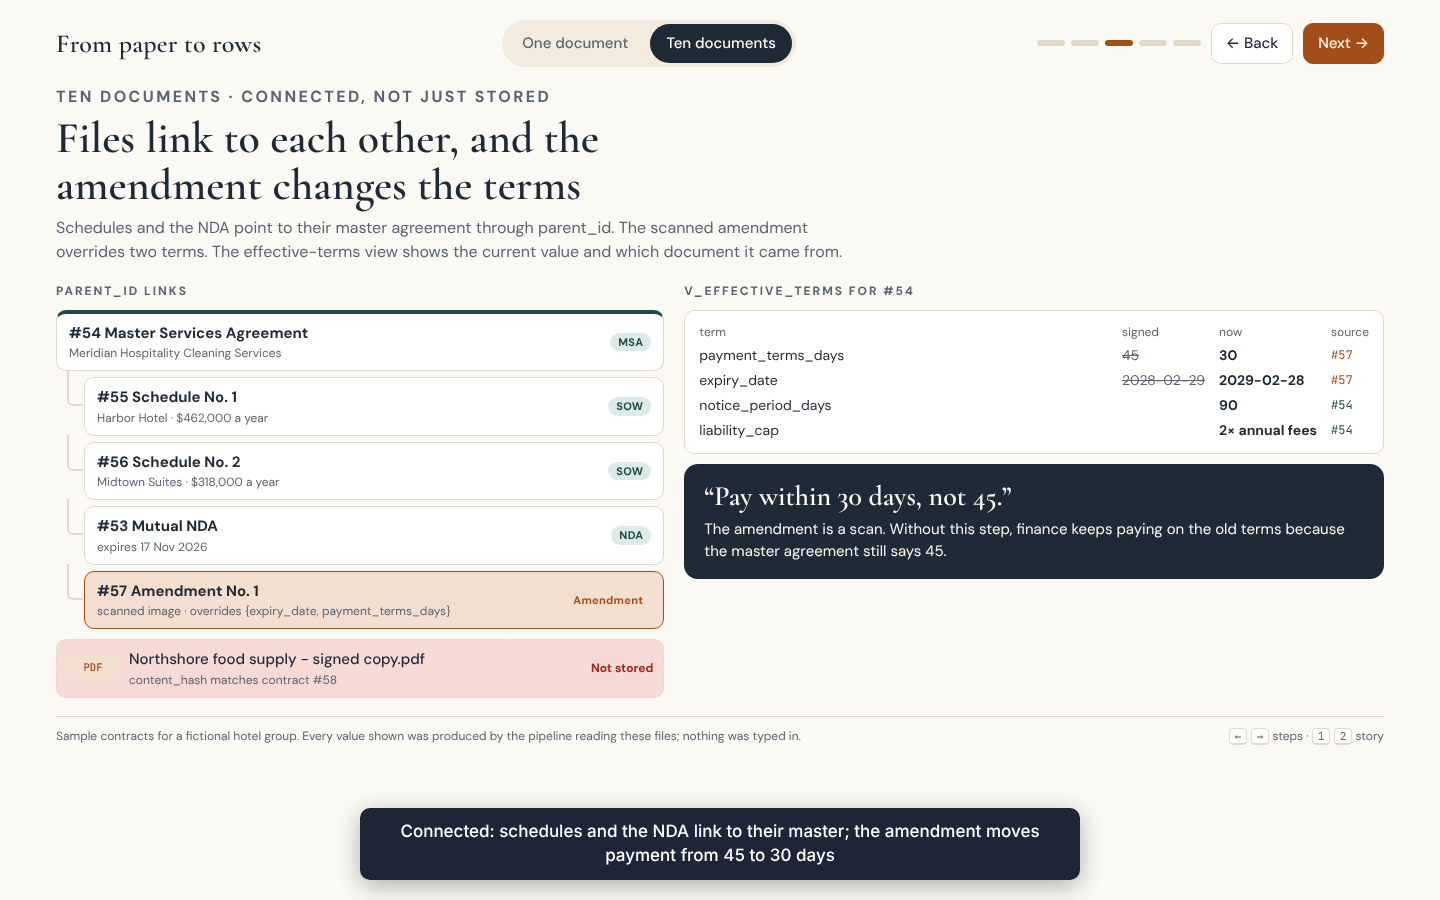 From paper to rows
One document
Ten documents
← Back
Next →
TEN DOCUMENTS · CONNECTED, NOT JUST STORED
Files link to each other, and the
amendment changes the terms
Schedules and the NDA point to their master agreement through parent_id. The scanned amendment
overrides two terms. The effective-terms view shows the current value and which document it came from.
PARENT_ID LINKS
#54 Master Services Agreement
Meridian Hospitality Cleaning Services
MSA
#55 Schedule No. 1
Harbor Hotel · $462,000 a year
SOW
#56 Schedule No. 2
Midtown Suites · $318,000 a year
SOW
#53 Mutual NDA
expires 17 Nov 2026
NDA
#57 Amendment No. 1
scanned image · overrides {expiry_date, payment_terms_days}
Amendment
PDF
Northshore food supply - signed copy.pdf
content_hash matches contract #58
Not stored
V_EFFECTIVE_TERMS FOR #54
term signed now source
payment_terms_days 45 30 #57
expiry_date 2028-02-29 2029-02-28 #57
notice_period_days 90 #54
liability_cap 2× annual fees #54
“Pay within 30 days, not 45.”
The amendment is a scan. Without this step, finance keeps paying on the old terms because
the master agreement still says 45.
Sample contracts for a fictional hotel group. Every value shown was produced by the pipeline reading these files; nothing was typed in.
← → steps · 1 2 story
Connected: schedules and the NDA link to their master; the amendment moves
payment from 45 to 30 days